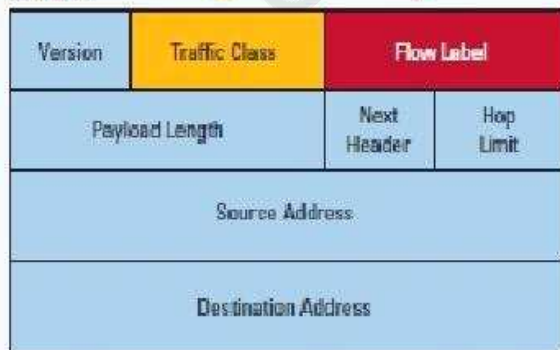 Version Traffic Class Flow Label
Payload Length Next Header Hop Limit
Source Address
Destination Address